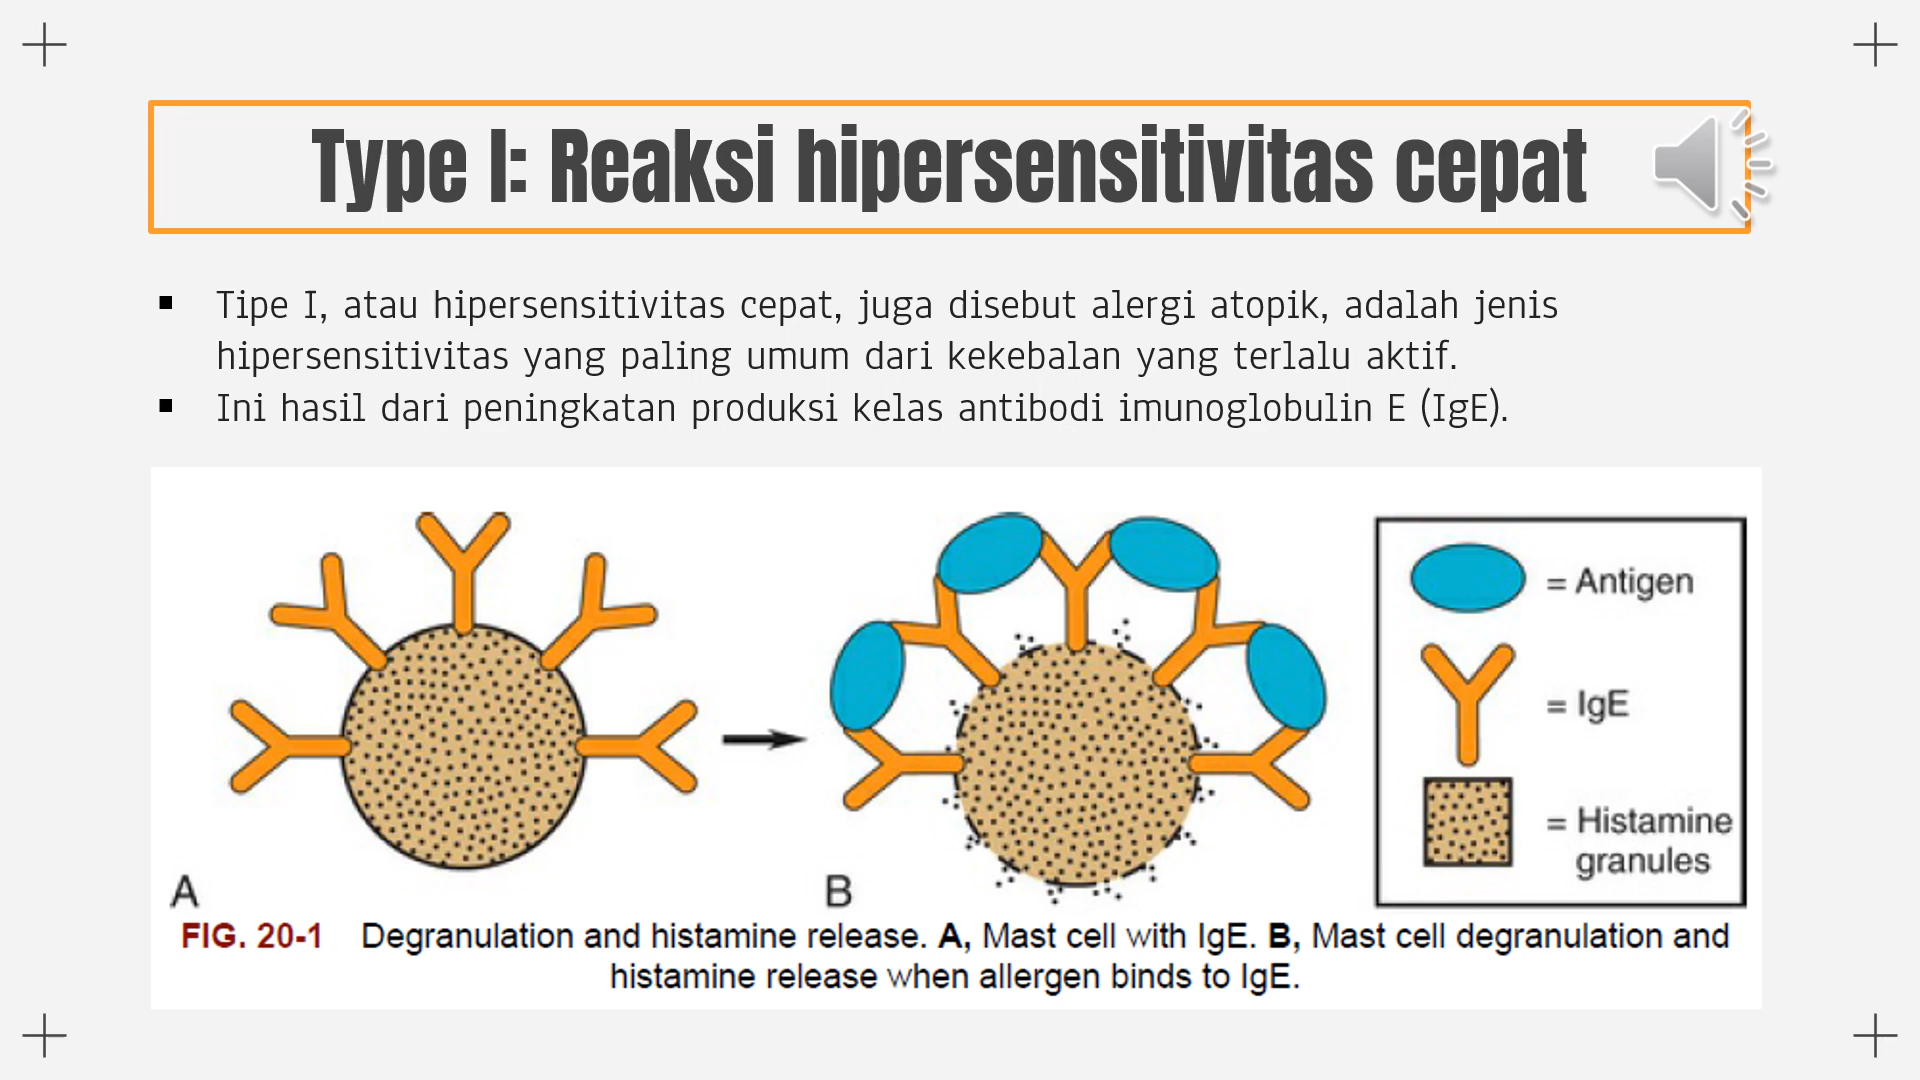 Type I: Reaksi hipersensitivitas cepat
▪ Tipe I, atau hipersensitivitas cepat, juga disebut alergi atopik, adalah jenis
hipersensitivitas yang paling umum dari kekebalan yang terlalu aktif.
▪ Ini hasil dari peningkatan produksi kelas antibodi imunoglobulin E (IgE).
A
B
= Antigen
= IgE
= Histamine
granules
FIG. 20-1 Degranulation and histamine release. A, Mast cell with IgE. B, Mast cell degranulation and
histamine release when allergen binds to IgE.